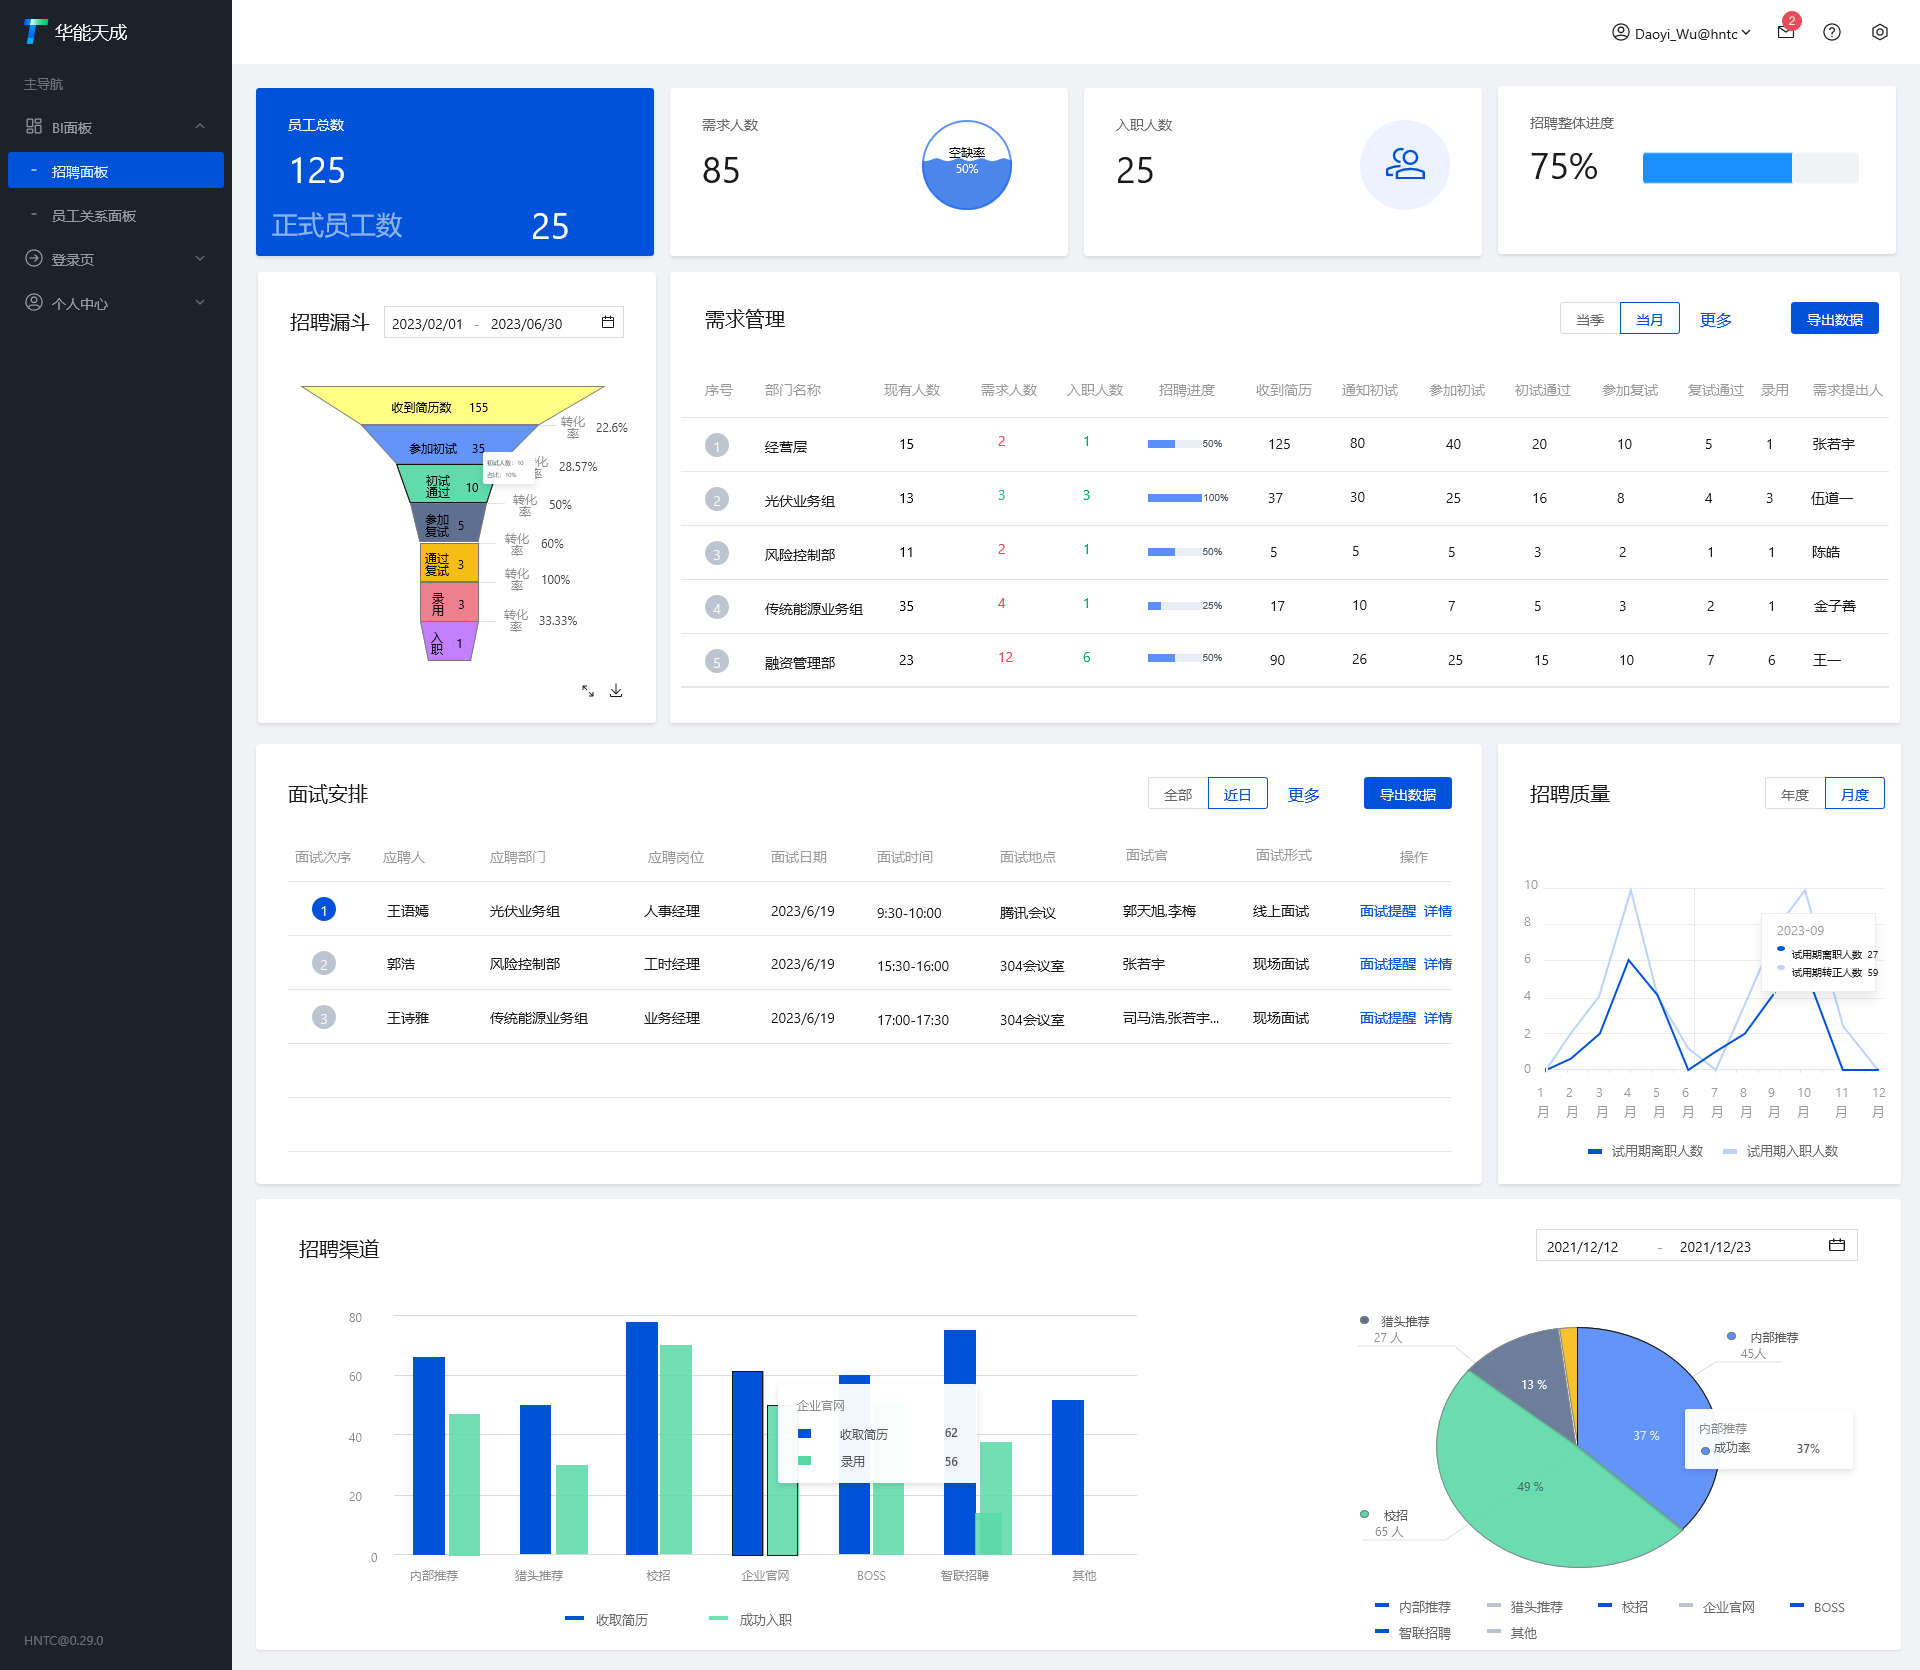 华能天成
Daoyi_Wu@hntc
2
主导航
BI面板
- 招聘面板
- 员工关系面板
登录页
个人中心
HNTC@0.29.0
员工总数
125
正式员工数 25
需求人数
85
空缺率
50%
入职人数
25
招聘整体进度
75%
招聘漏斗 2023/02/01 - 2023/06/30
收到简历数 155
转化率 22.6%
参加初试 35
化率 28.57%
初试人数：10
占比：10%
初试通过 10
转化率 50%
参加复试 5
转化率 60%
通过复试 3
转化率 100%
录用 3
转化率 33.33%
入职 1
需求管理 当季 当月 更多 导出数据
序号 部门名称 现有人数 需求人数 入职人数 招聘进度 收到简历 通知初试 参加初试 初试通过 参加复试 复试通过 录用 需求提出人
1 经营层 15 2 1 50% 125 80 40 20 10 5 1 张若宇
2 光伏业务组 13 3 3 100% 37 30 25 16 8 4 3 伍道一
3 风险控制部 11 2 1 50% 5 5 5 3 2 1 1 陈皓
4 传统能源业务组 35 4 1 25% 17 10 7 5 3 2 1 金子善
5 融资管理部 23 12 6 50% 90 26 25 15 10 7 6 王一
面试安排 全部 近日 更多 导出数据
面试次序 应聘人 应聘部门 应聘岗位 面试日期 面试时间 面试地点 面试官 面试形式 操作
1 王语嫣 光伏业务组 人事经理 2023/6/19 9:30-10:00 腾讯会议 郭天旭,李梅 线上面试 面试提醒 详情
2 郭浩 风险控制部 工时经理 2023/6/19 15:30-16:00 304会议室 张若宇 现场面试 面试提醒 详情
3 王诗雅 传统能源业务组 业务经理 2023/6/19 17:00-17:30 304会议室 司马浩,张若宇... 现场面试 面试提醒 详情
招聘质量 年度 月度
10
8
6
4
2
0
2023-09
试用期离职人数 27
试用期转正人数 59
1月 2月 3月 4月 5月 6月 7月 8月 9月 10月 11月 12月
试用期离职人数 试用期入职人数
招聘渠道
80
60
40
20
0
企业官网
收取简历 62
录用 56
内部推荐 猎头推荐 校招 企业官网 BOSS 智联招聘 其他
收取简历 成功入职
2021/12/12 - 2021/12/23
猎头推荐
27 人
内部推荐
45人
13 %
37 %
49 %
内部推荐
成功率 37%
校招
65 人
内部推荐 猎头推荐 校招 企业官网 BOSS
智联招聘 其他